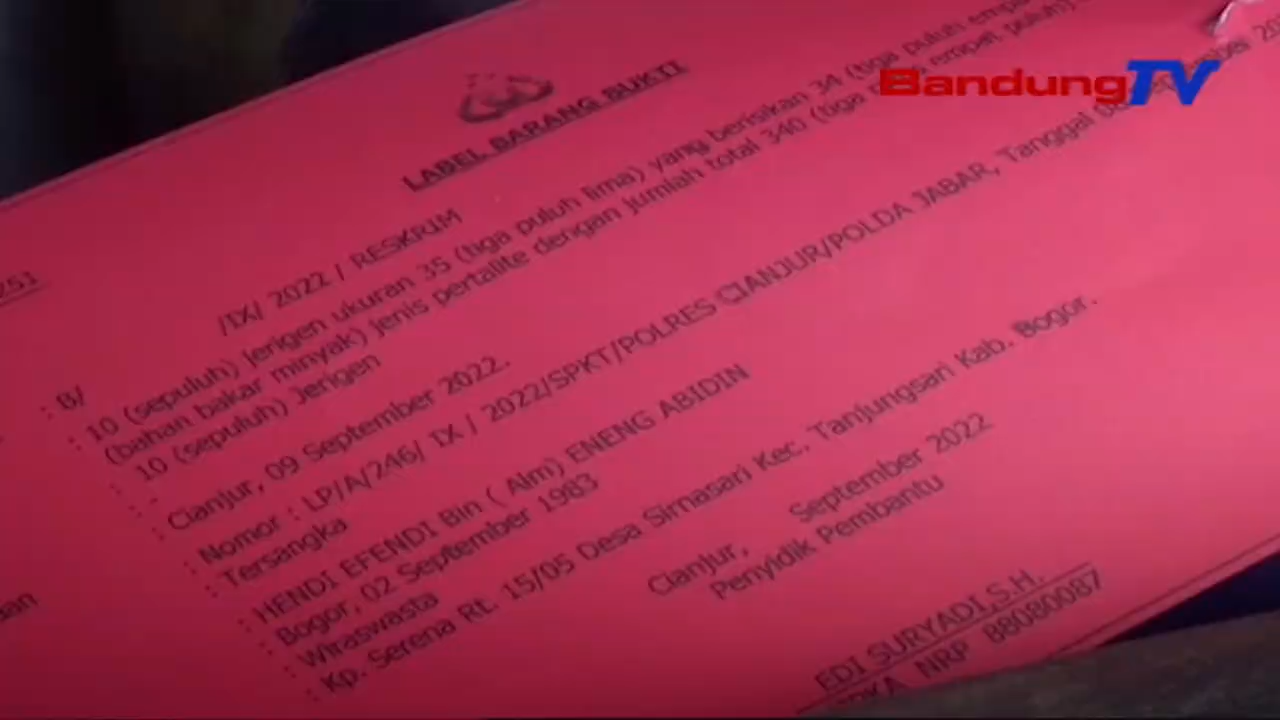 BandungTV
LABEL BARANG BUKTI
251
: B/ /IX/ 2022 / RESKRIM
: 10 (sepuluh) jerigen ukuran 35 (tiga puluh lima) yang berisikan 34 (tiga puluh empat
(bahan bakar minyak) jenis pertalite dengan jumlah total 340 (tiga empat puluh)
: 10 (sepuluh) Jerigen
: Cianjur, 09 September 2022.
: Nomor : LP/A/246/ IX / 2022/SPKT/POLRES CIANJUR/POLDA JABAR, Tanggal
: Tersangka
: HENDI EFENDI Bin ( Alm) ENENG ABIDIN
: Bogor, 02 September 1983
: Wiraswasta
: Kp. Serena Rt. 15/05 Desa Sirnasari Kec. Tanjungsari Kab. Bogor.
Cianjur, September 2022
Penyidik Pembantu
EDI SURYADI,S.H.
NRP 88080087